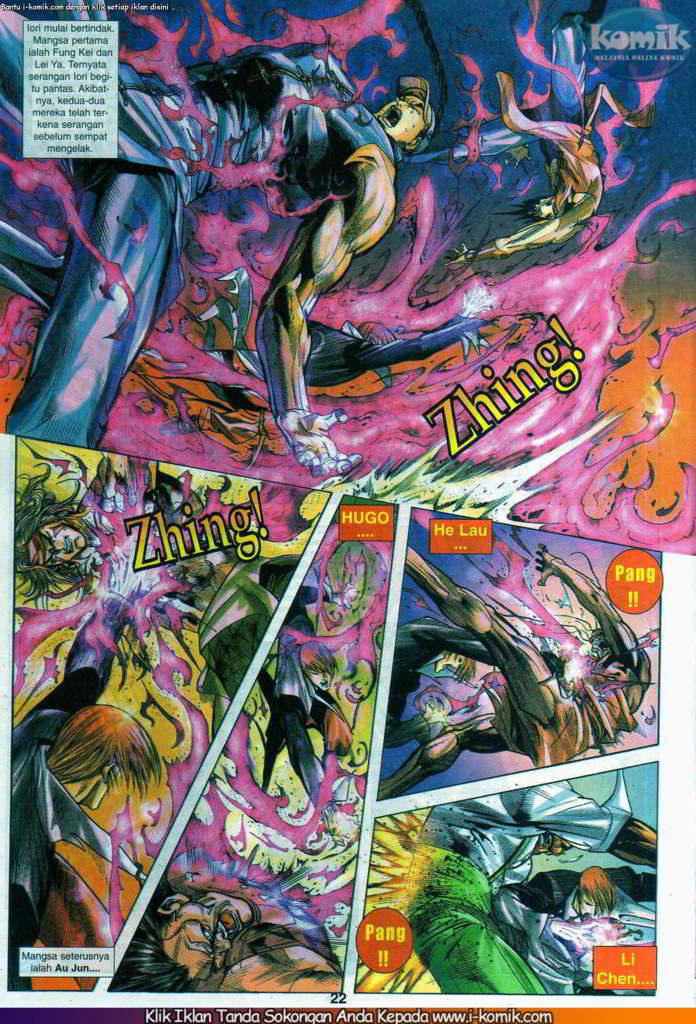 Bantu i-komik.com dengan klik setiap iklan disini ..
i komik
MALAYSIA ONLINE KOMIK
Iori mulai bertindak.
Mangsa pertama
ialah Fung Kei dan
Lei Ya. Ternyata
serangan Iori begi-
tu pantas. Akibat-
nya, kedua-dua
mereka telah ter-
kena serangan
sebelum sempat
mengelak.
Zhing!
Zhing!
HUGO
....
He Lau
...
Pang
!!
Mangsa seterusnya
ialah Au Jun....
Pang
!!
Li
Chen....
22
Klik Iklan Tanda Sokongan Anda Kepada www.i-komik.com